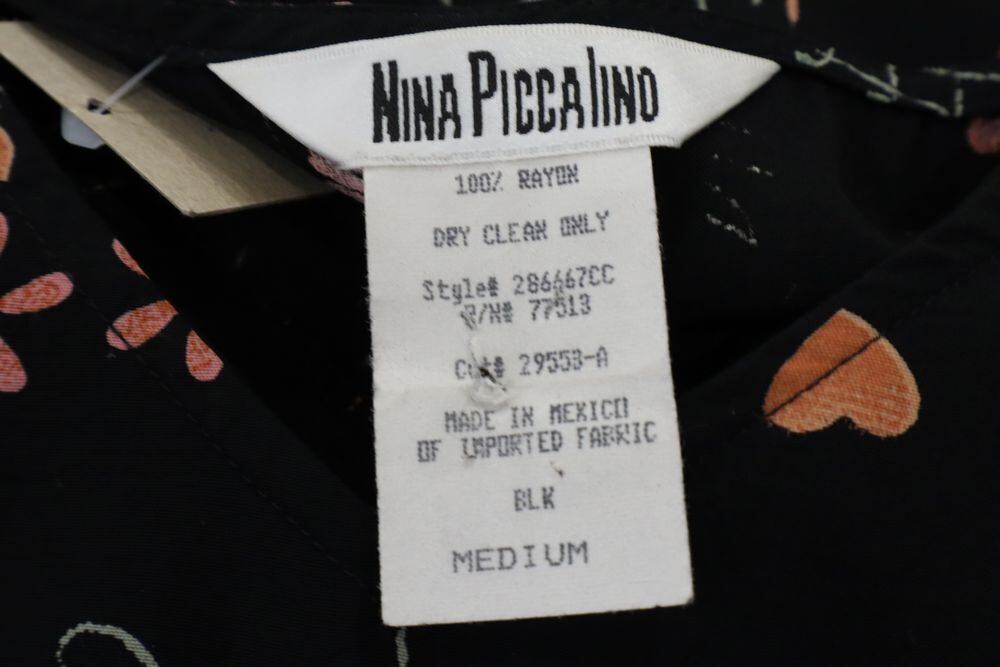 NINA PICCALINO
100% RAYON
DRY CLEAN ONLY
Style# 286667CC
R/N# 77513
Cut# 29553-A
MADE IN MEXICO
OF IMPORTED FABRIC
BLK
MEDIUM